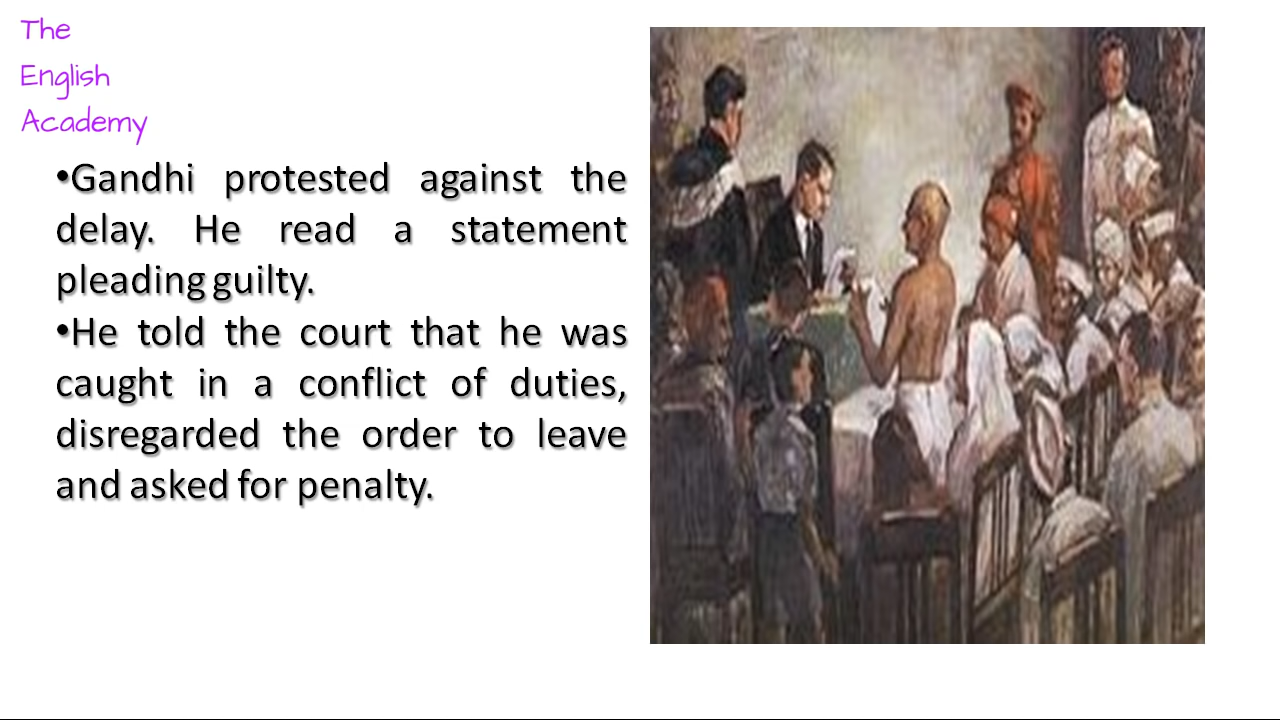 The
English
Academy
•Gandhi protested against the
delay. He read a statement
pleading guilty.
•He told the court that he was
caught in a conflict of duties,
disregarded the order to leave
and asked for penalty.